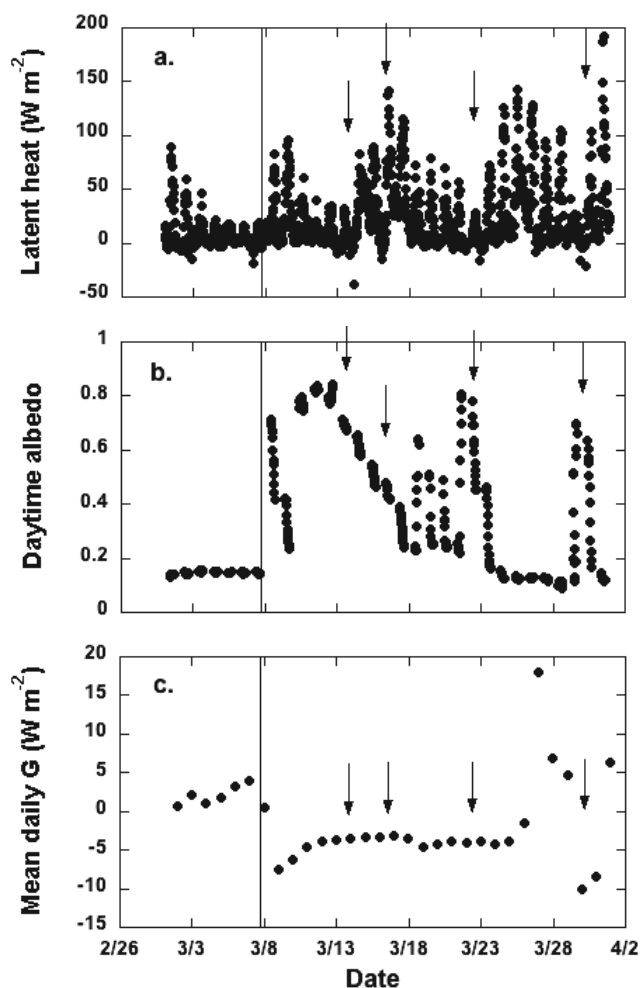 a.
Latent heat (W m-2)
200
150
100
50
0
-50
b.
Daytime albedo
1
0.8
0.6
0.4
0.2
0
c.
Mean daily G (W m-2)
20
15
10
5
0
-5
-10
-15
2/26 3/3 3/8 3/13 3/18 3/23 3/28 4/2
Date